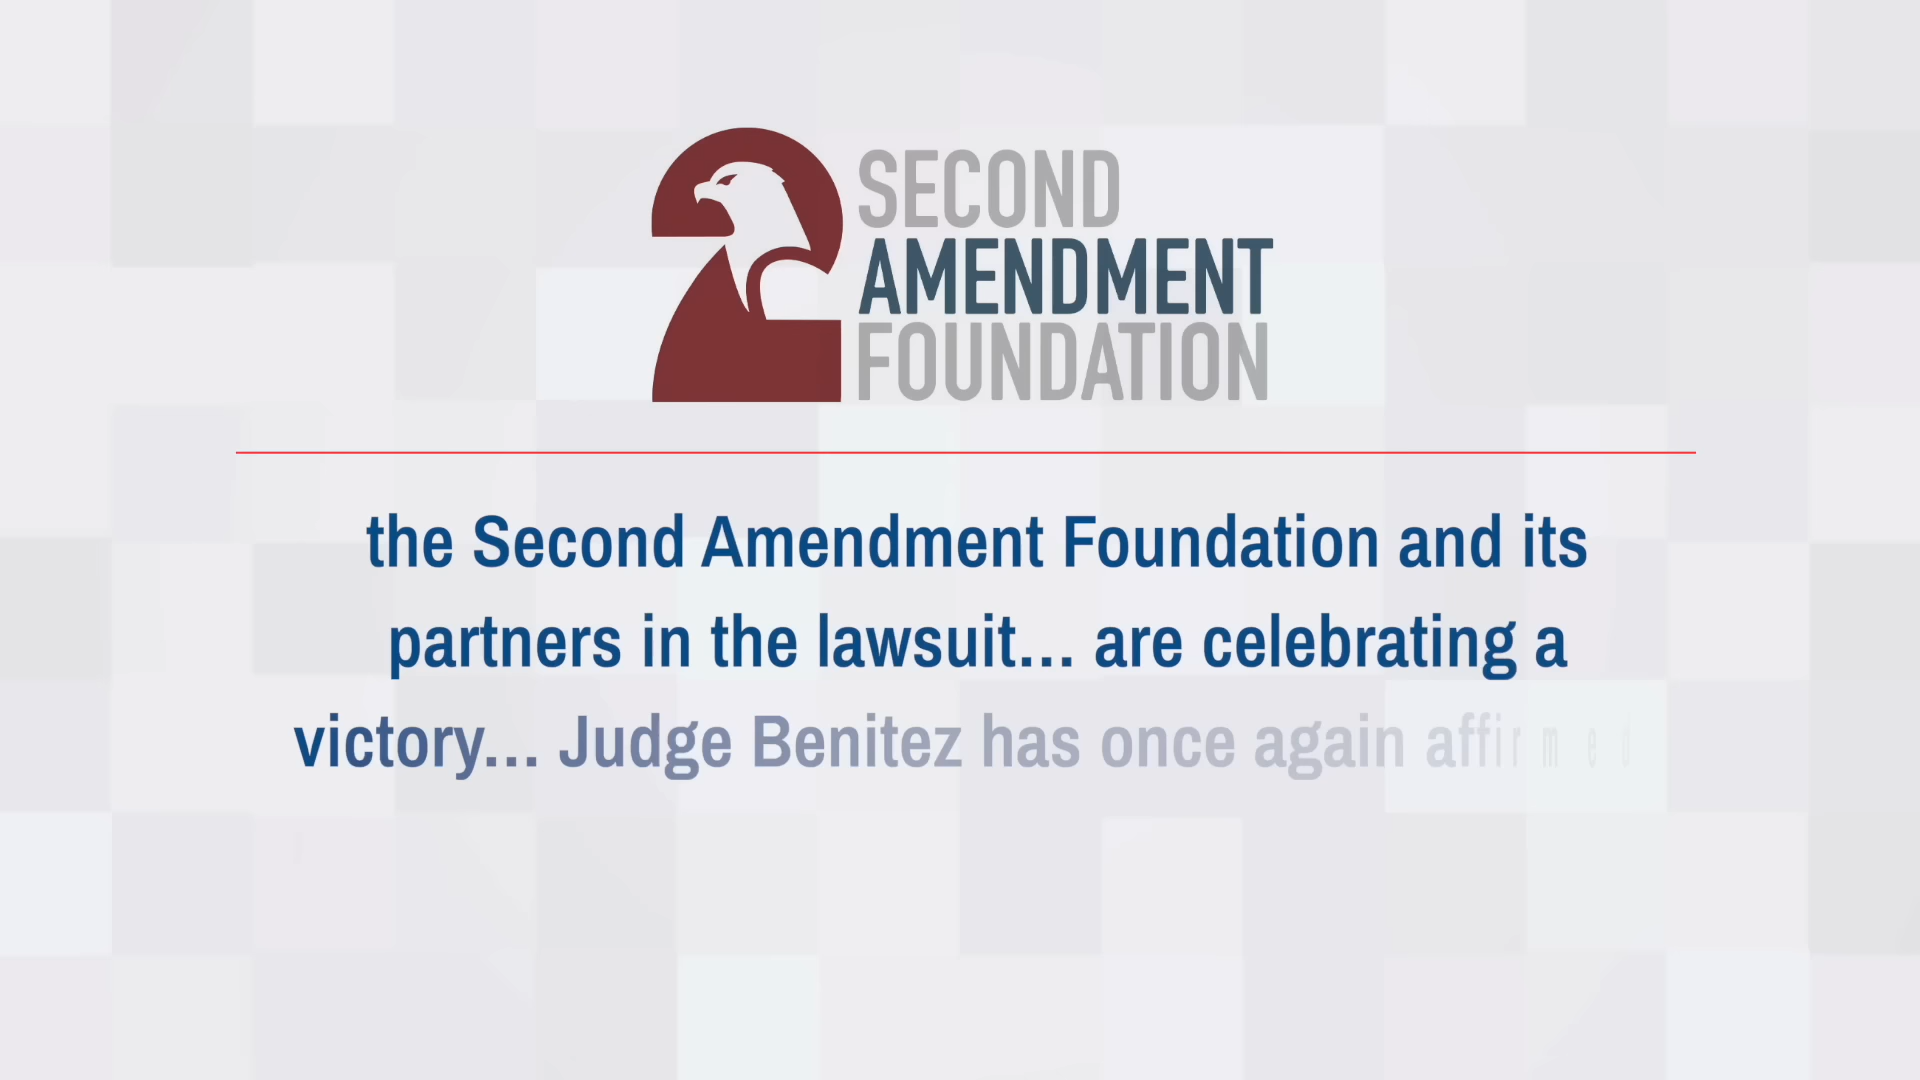 SECOND
AMENDMENT
FOUNDATION
the Second Amendment Foundation and its
partners in the lawsuit... are celebrating a
victory... Judge Benitez has once again affirmed